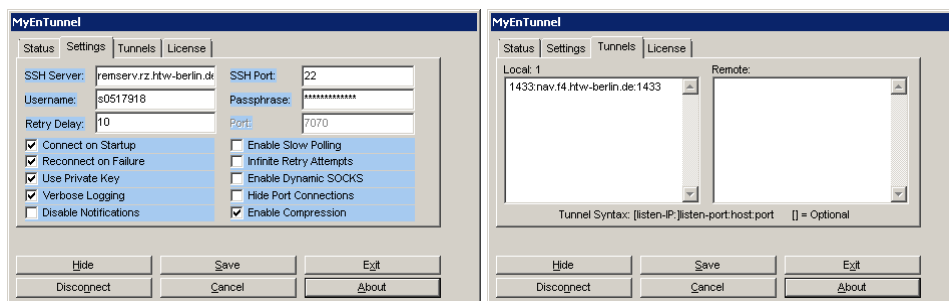 MyEnTunnel
Status Settings Tunnels License
SSH Server: remserv.rz.htw-berlin.de SSH Port: 22
Username: s0517918 Passphrase: *************
Retry Delay: 10 Port: 7070
Connect on Startup Enable Slow Polling
Reconnect on Failure Infinite Retry Attempts
Use Private Key Enable Dynamic SOCKS
Verbose Logging Hide Port Connections
Disable Notifications Enable Compression
Hide Save Exit
Disconnect Cancel About
MyEnTunnel
Status Settings Tunnels License
Local: 1 Remote:
1433:nav.f4.htw-berlin.de:1433
Tunnel Syntax: [listen-IP:]listen-port:host:port [] = Optional
Hide Save Exit
Disconnect Cancel About